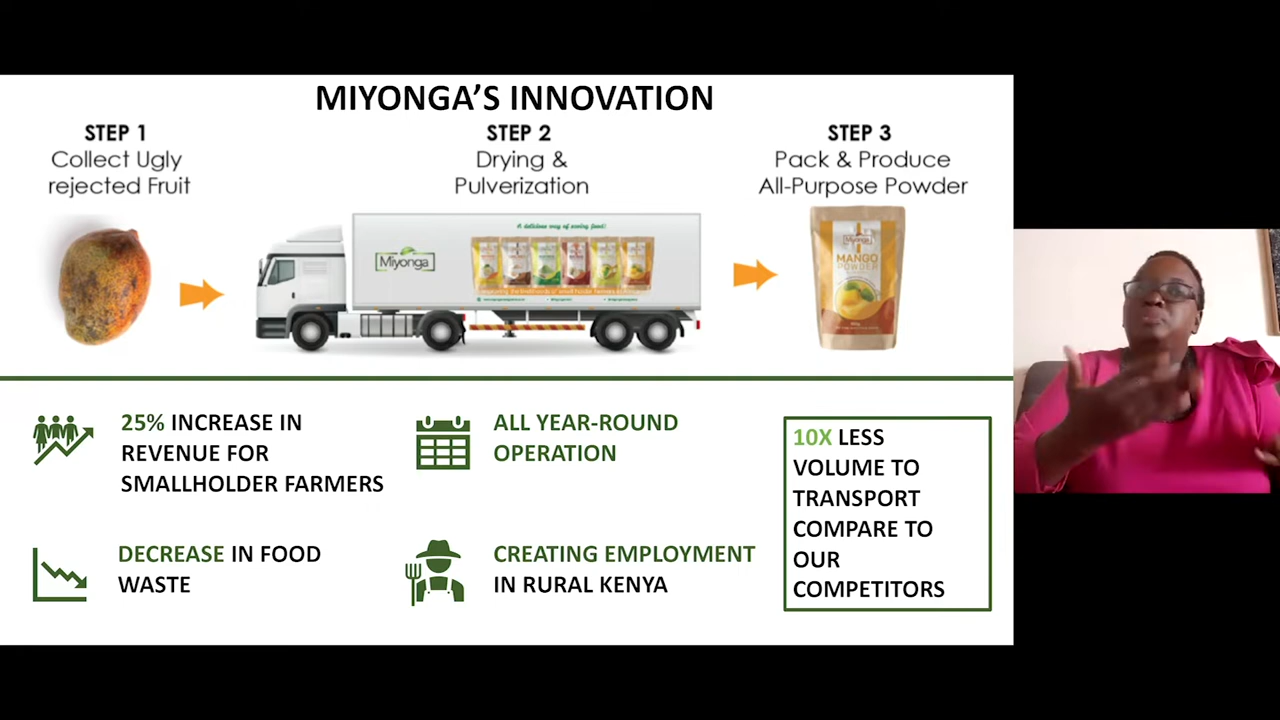 MIYONGA'S INNOVATION
STEP 1
Collect Ugly
rejected Fruit
STEP 2
Drying &
Pulverization
STEP 3
Pack & Produce
All-Purpose Powder
A delicious way of saving food!
Miyonga
Miyonga
MANGO
POWDER
25% INCREASE IN
REVENUE FOR
SMALLHOLDER FARMERS
ALL YEAR-ROUND
OPERATION
DECREASE IN FOOD
WASTE
CREATING EMPLOYMENT
IN RURAL KENYA
10X LESS
VOLUME TO
TRANSPORT
COMPARE TO
OUR
COMPETITORS